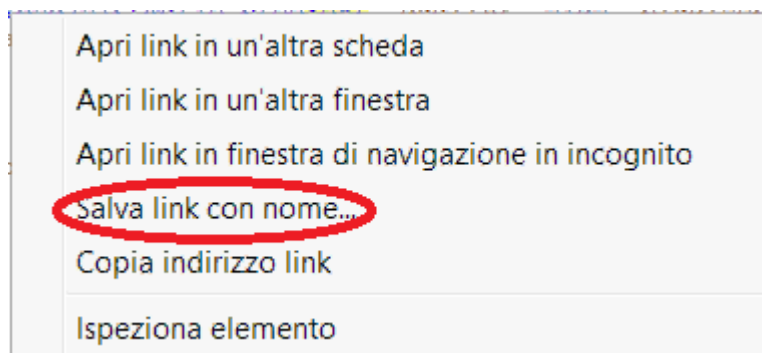 Apri link in un'altra scheda
Apri link in un'altra finestra
Apri link in finestra di navigazione in incognito
Salva link con nome...
Copia indirizzo link
Ispeziona elemento